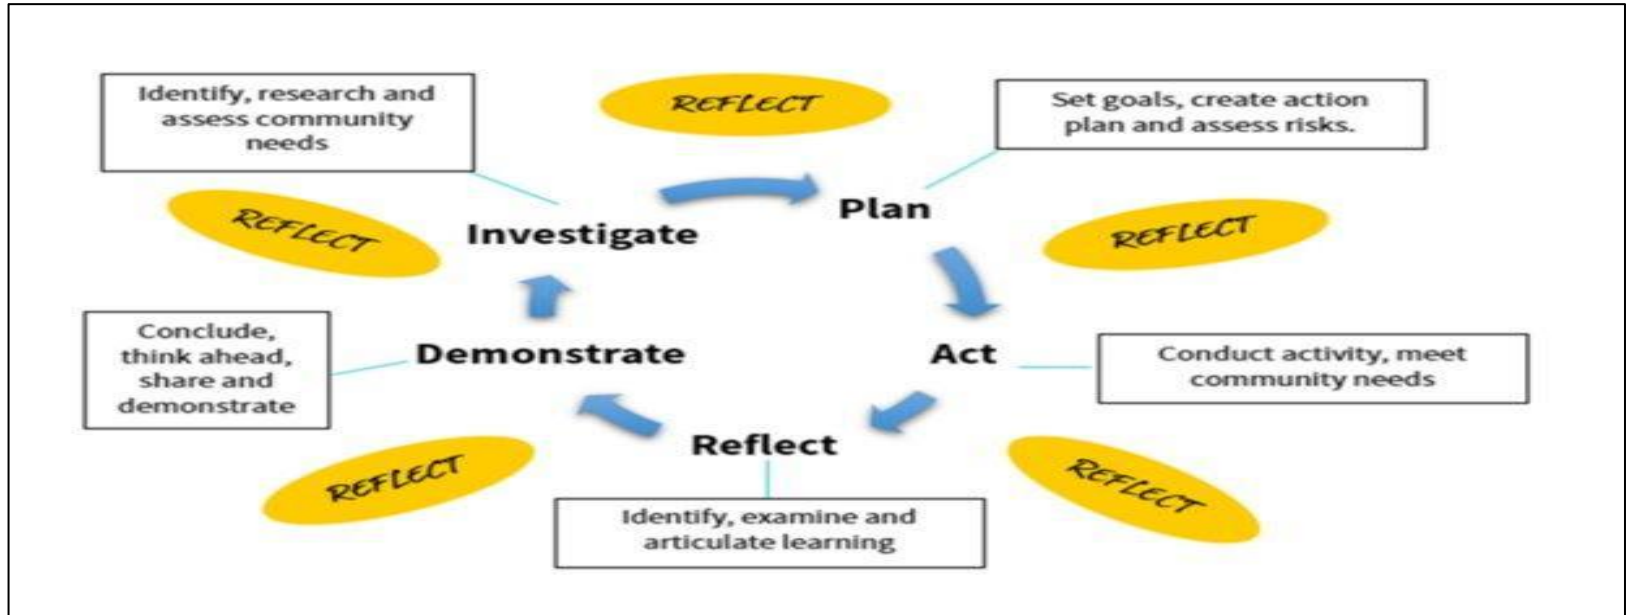 Identify, research and
assess community
needs
REFLECT
Set goals, create action
plan and assess risks.
REFLECT
Investigate
Plan
REFLECT
Conclude,
think ahead,
share and
demonstrate
Demonstrate
Act
Conduct activity, meet
community needs
Reflect
REFLECT
Identify, examine and
articulate learning
REFLECT